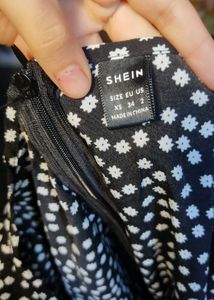 SHEIN
SIZE EU US
XS 34 2
MADE IN CHINA